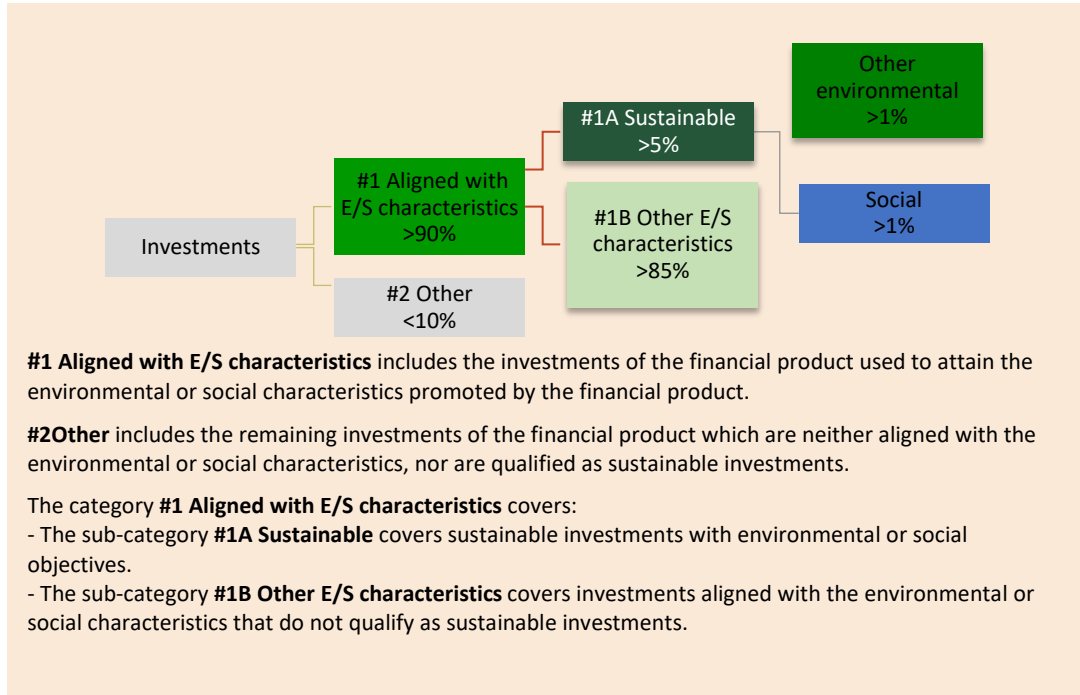 Other
environmental
>1%
#1A Sustainable
>5%
#1 Aligned with
E/S characteristics
>90%
Social
>1%
#1B Other E/S
characteristics
>85%
Investments
#2 Other
<10%
#1 Aligned with E/S characteristics includes the investments of the financial product used to attain the
environmental or social characteristics promoted by the financial product.
#2Other includes the remaining investments of the financial product which are neither aligned with the
environmental or social characteristics, nor are qualified as sustainable investments.
The category #1 Aligned with E/S characteristics covers:
- The sub-category #1A Sustainable covers sustainable investments with environmental or social
objectives.
- The sub-category #1B Other E/S characteristics covers investments aligned with the environmental or
social characteristics that do not qualify as sustainable investments.